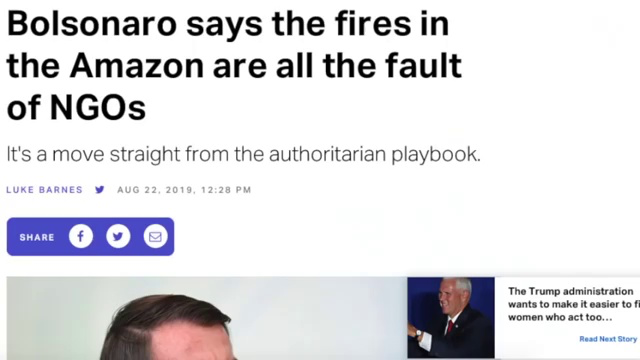 Bolsonaro says the fires in
the Amazon are all the fault
of NGOs
It's a move straight from the authoritarian playbook.
LUKE BARNES AUG 22, 2019, 12:28 PM
SHARE
The Trump administration
wants to make it easier to fi
women who act too...
Read Next Story